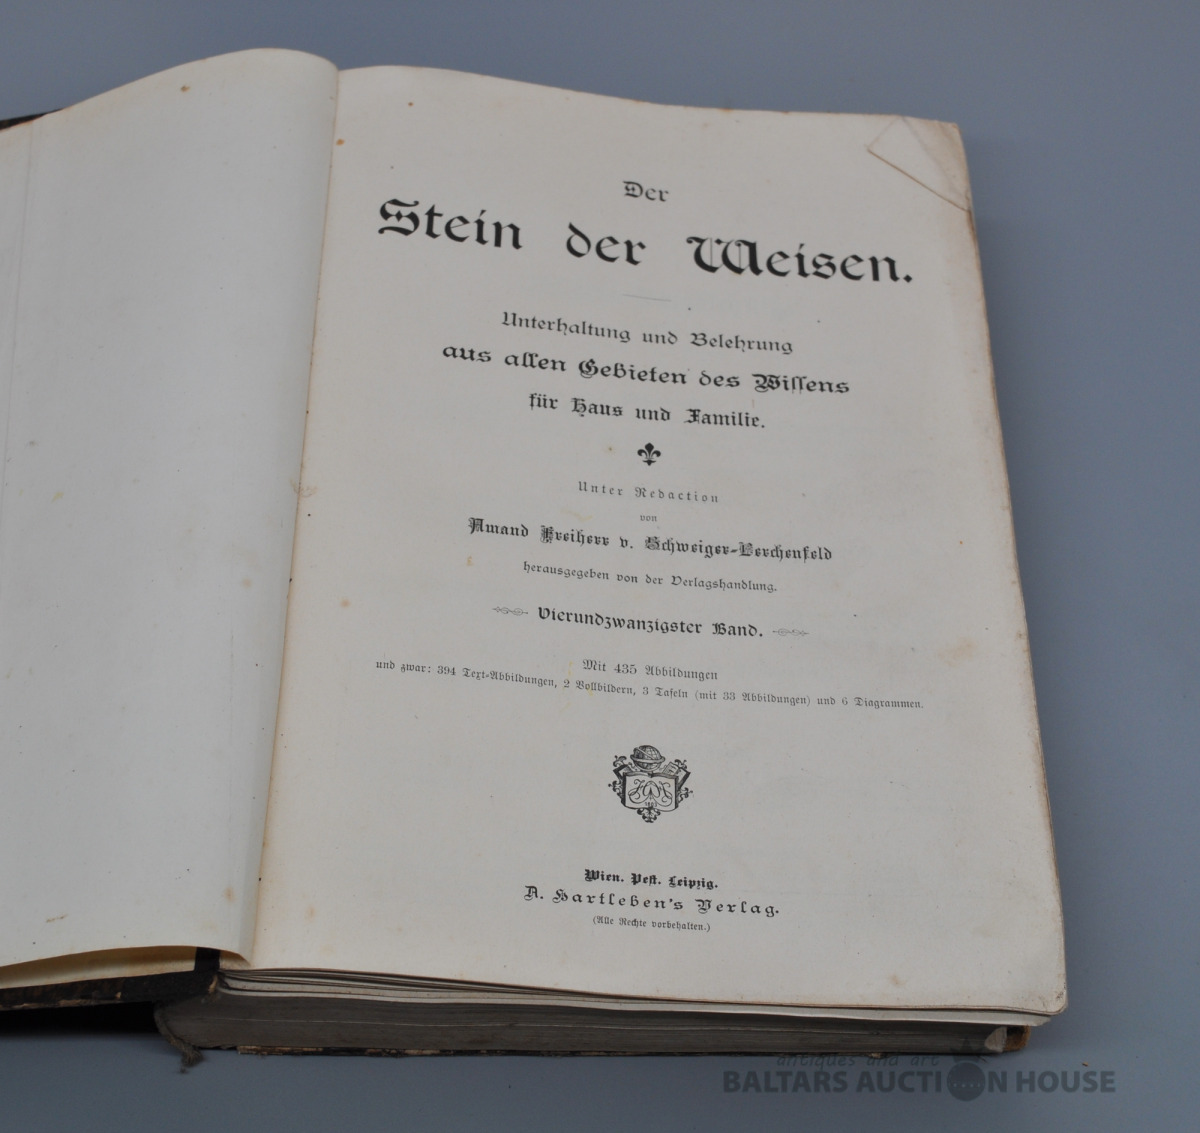 Der
Stein der Weisen.
Unterhaltung und Belehrung
aus allen Gebieten des Wissens
für Haus und Familie.
Unter Redaction
von
Amand Freiherr v. Schweiger-Lerchenfeld
herausgegeben von der Verlagshandlung.
Vierundzwanzigster Band.
Mit 435 Abbildungen
und zwar: 394 Text-Abbildungen, 2 Vollbildern, 3 Tafeln (mit 33 Abbildungen) und 6 Diagrammen.
Wien. Pest. Leipzig.
A. Hartleben's Verlag.
(Alle Rechte vorbehalten.)
antiques and art
BALTARS AUCTION HOUSE